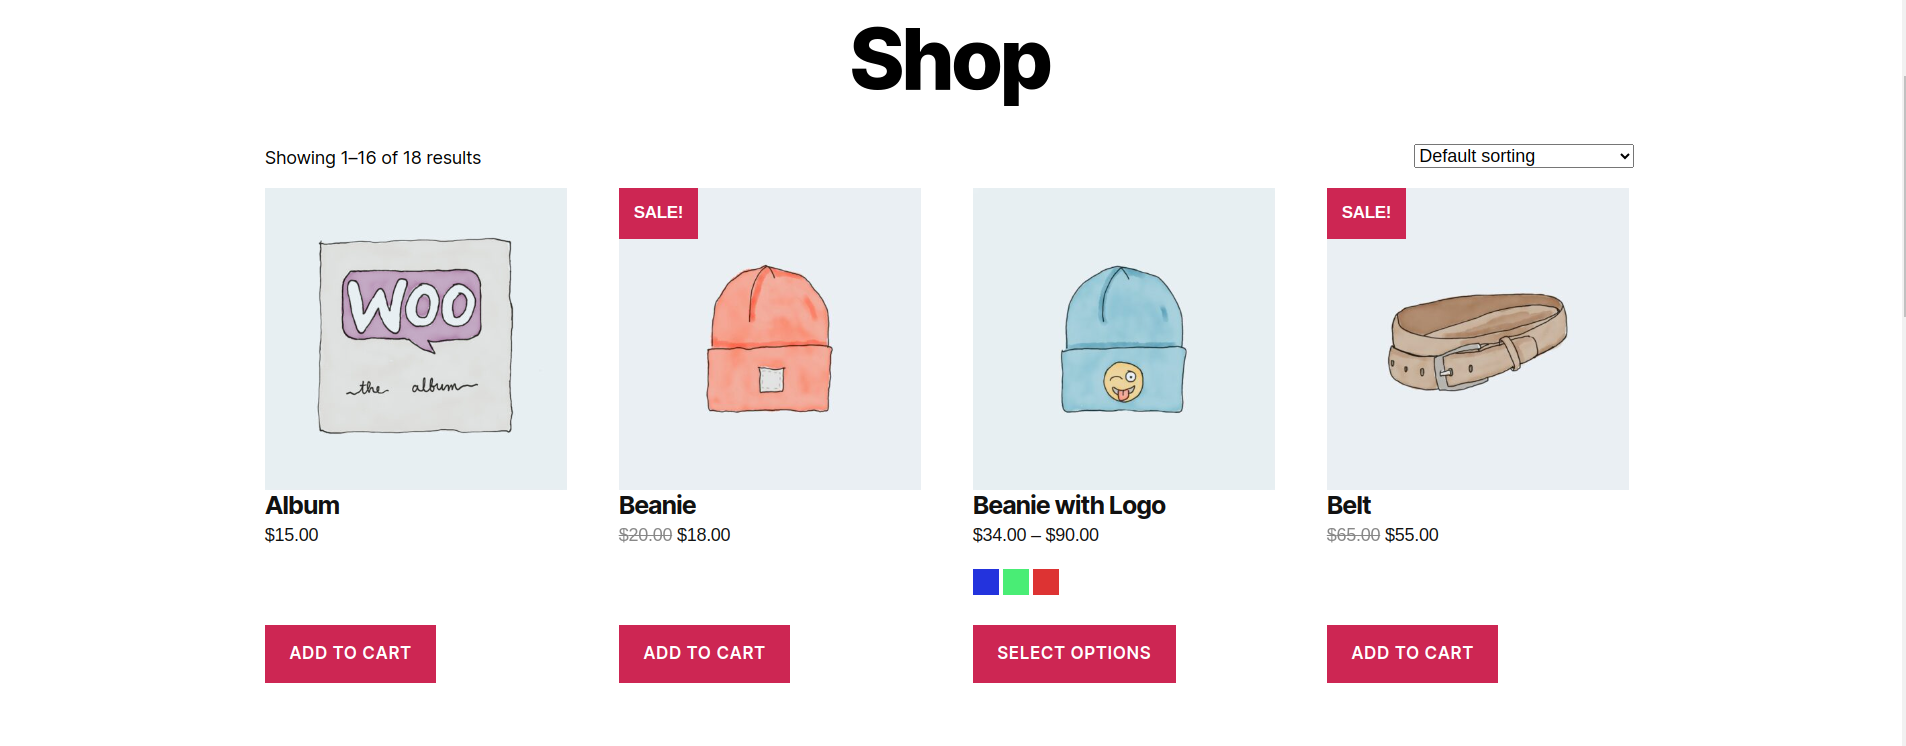 Shop
Showing 1–16 of 18 results
Default sorting
WOO
the album
SALE!
SALE!
Album
$15.00
Beanie
$20.00 $18.00
Beanie with Logo
$34.00 – $90.00
Belt
$65.00 $55.00
ADD TO CART
ADD TO CART
SELECT OPTIONS
ADD TO CART